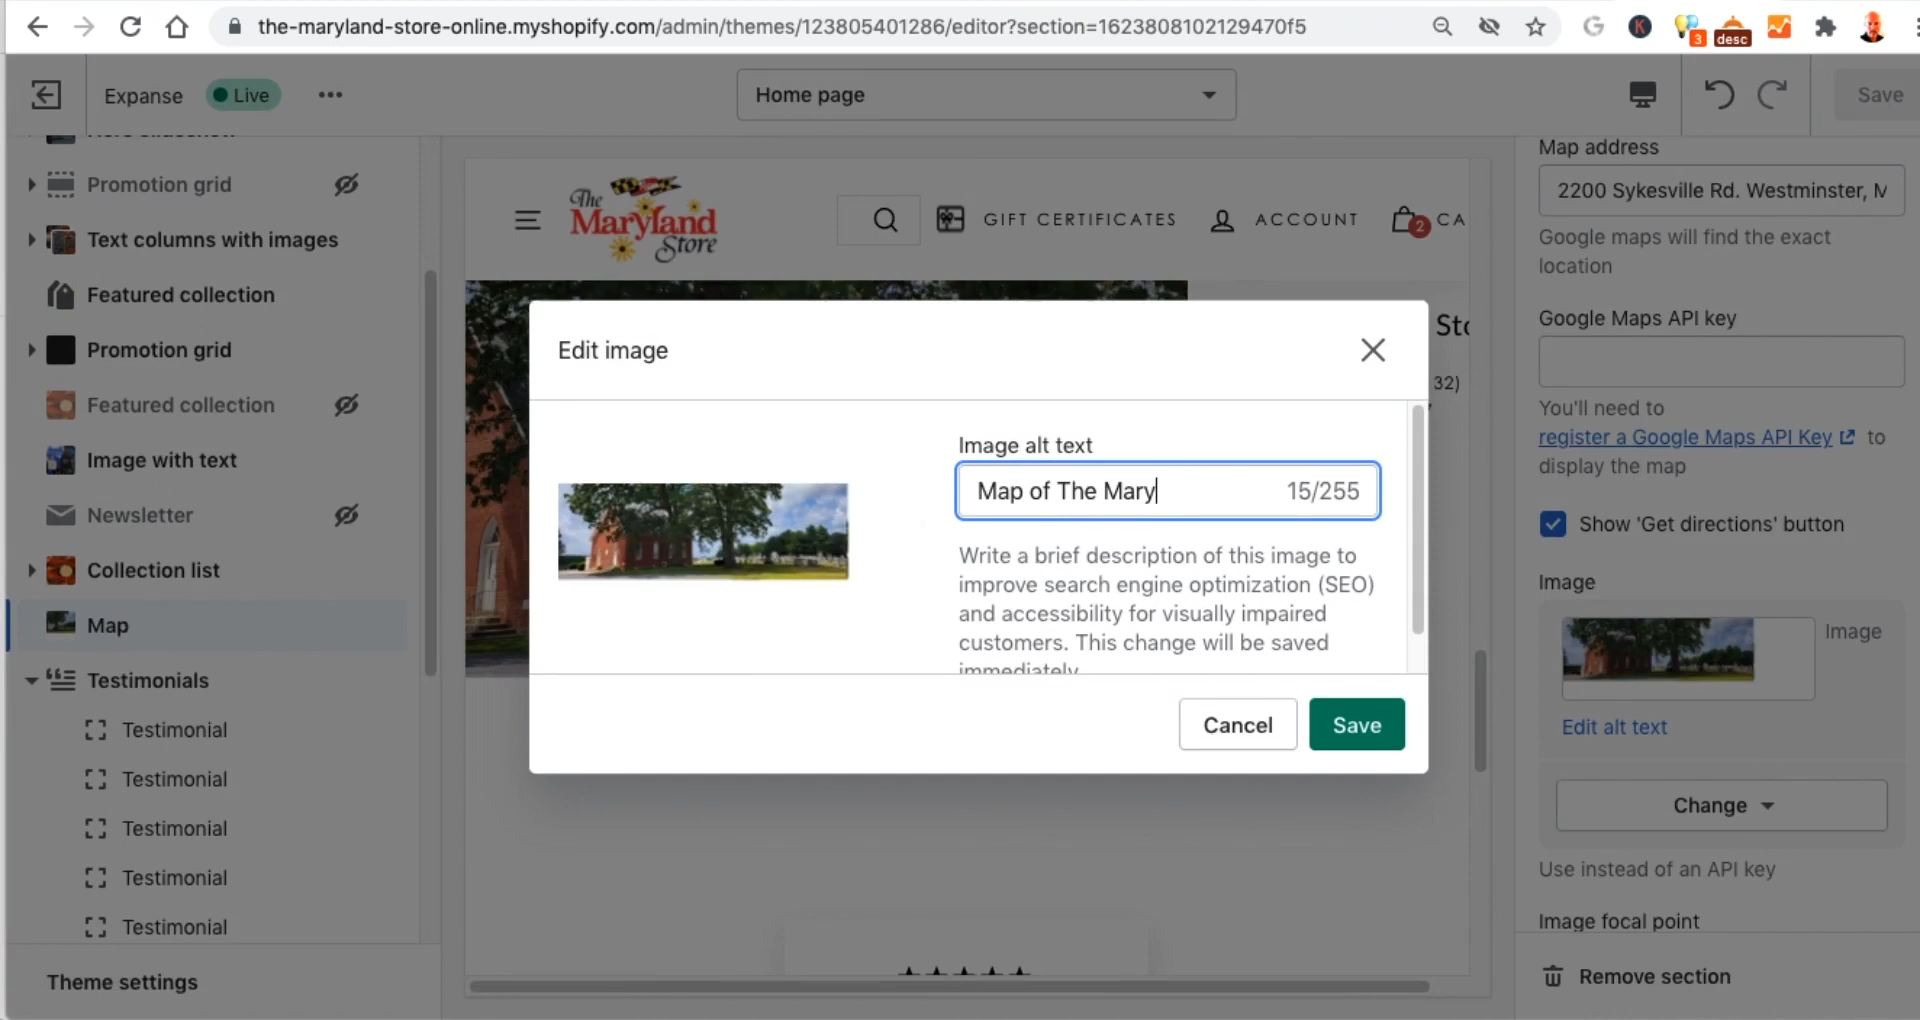 the-maryland-store-online.myshopify.com/admin/themes/123805401286/editor?section=1623808102129470f5
3
desc
Expanse
Live
Home page
Save
Promotion grid
Text columns with images
Featured collection
Promotion grid
Featured collection
Image with text
Newsletter
Collection list
Map
Testimonials
Testimonial
Testimonial
Testimonial
Testimonial
Testimonial
Theme settings
The
Maryland
Store
GIFT CERTIFICATES
ACCOUNT
2
CA
Sto
32)
Edit image
Image alt text
Map of The Mary
15/255
Write a brief description of this image to
improve search engine optimization (SEO)
and accessibility for visually impaired
customers. This change will be saved
immediately.
Cancel
Save
Map address
2200 Sykesville Rd. Westminster, M
Google maps will find the exact
location
Google Maps API key
You'll need to
register a Google Maps API Key to
display the map
Show 'Get directions' button
Image
Image
Edit alt text
Change
Use instead of an API key
Image focal point
Remove section